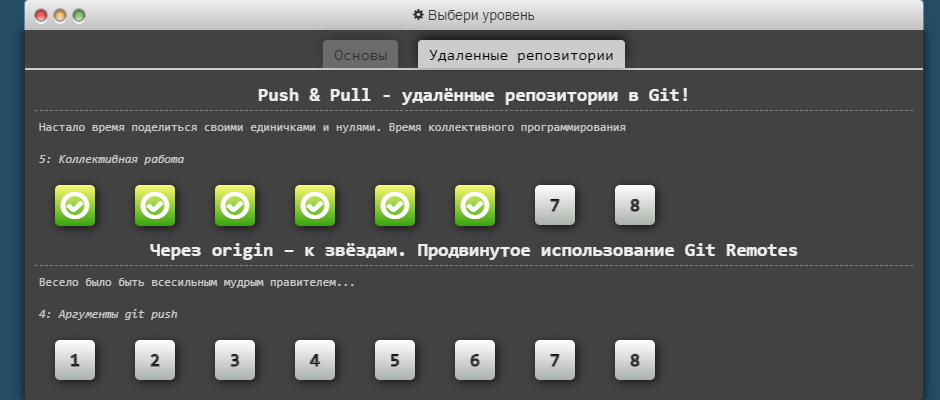 Выбери уровень
Основы Удаленные репозитории
Push & Pull - удалённые репозитории в Git!
Настало время поделиться своими единичками и нулями. Время коллективного программирования
5: Коллективная работа
7 8
Через origin – к звёздам. Продвинутое использование Git Remotes
Весело было быть всесильным мудрым правителем...
4: Аргументы git push
1 2 3 4 5 6 7 8